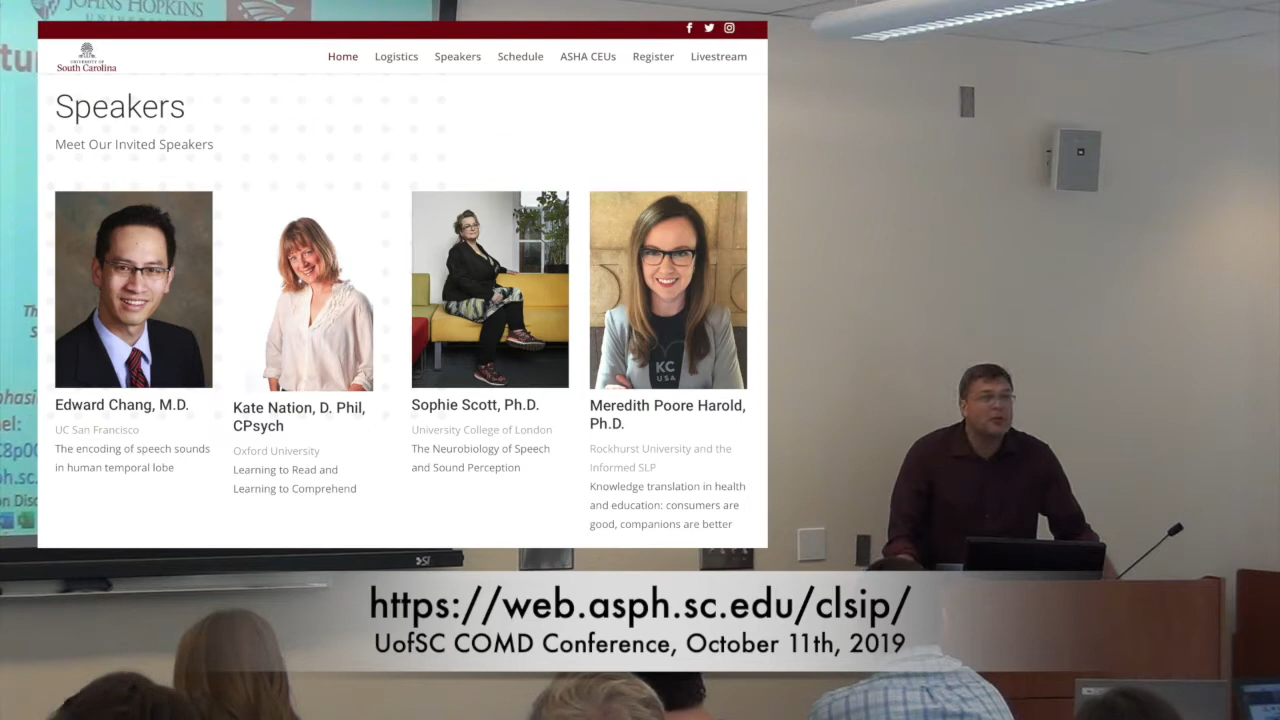 JOHNS HOPKINS
UNIVERSITY of
South Carolina
Home
Logistics
Speakers
Schedule
ASHA CEUs
Register
Livestream
Speakers
Meet Our Invited Speakers
Edward Chang, M.D.
UC San Francisco
The encoding of speech sounds
in human temporal lobe
Kate Nation, D. Phil,
CPsych
Oxford University
Learning to Read and
Learning to Comprehend
Sophie Scott, Ph.D.
University College of London
The Neurobiology of Speech
and Sound Perception
KC
USA
Meredith Poore Harold,
Ph.D.
Rockhurst University and the
Informed SLP
Knowledge translation in health
and education: consumers are
good, companions are better
https://web.asph.sc.edu/clsip/
UofSC COMD Conference, October 11th, 2019